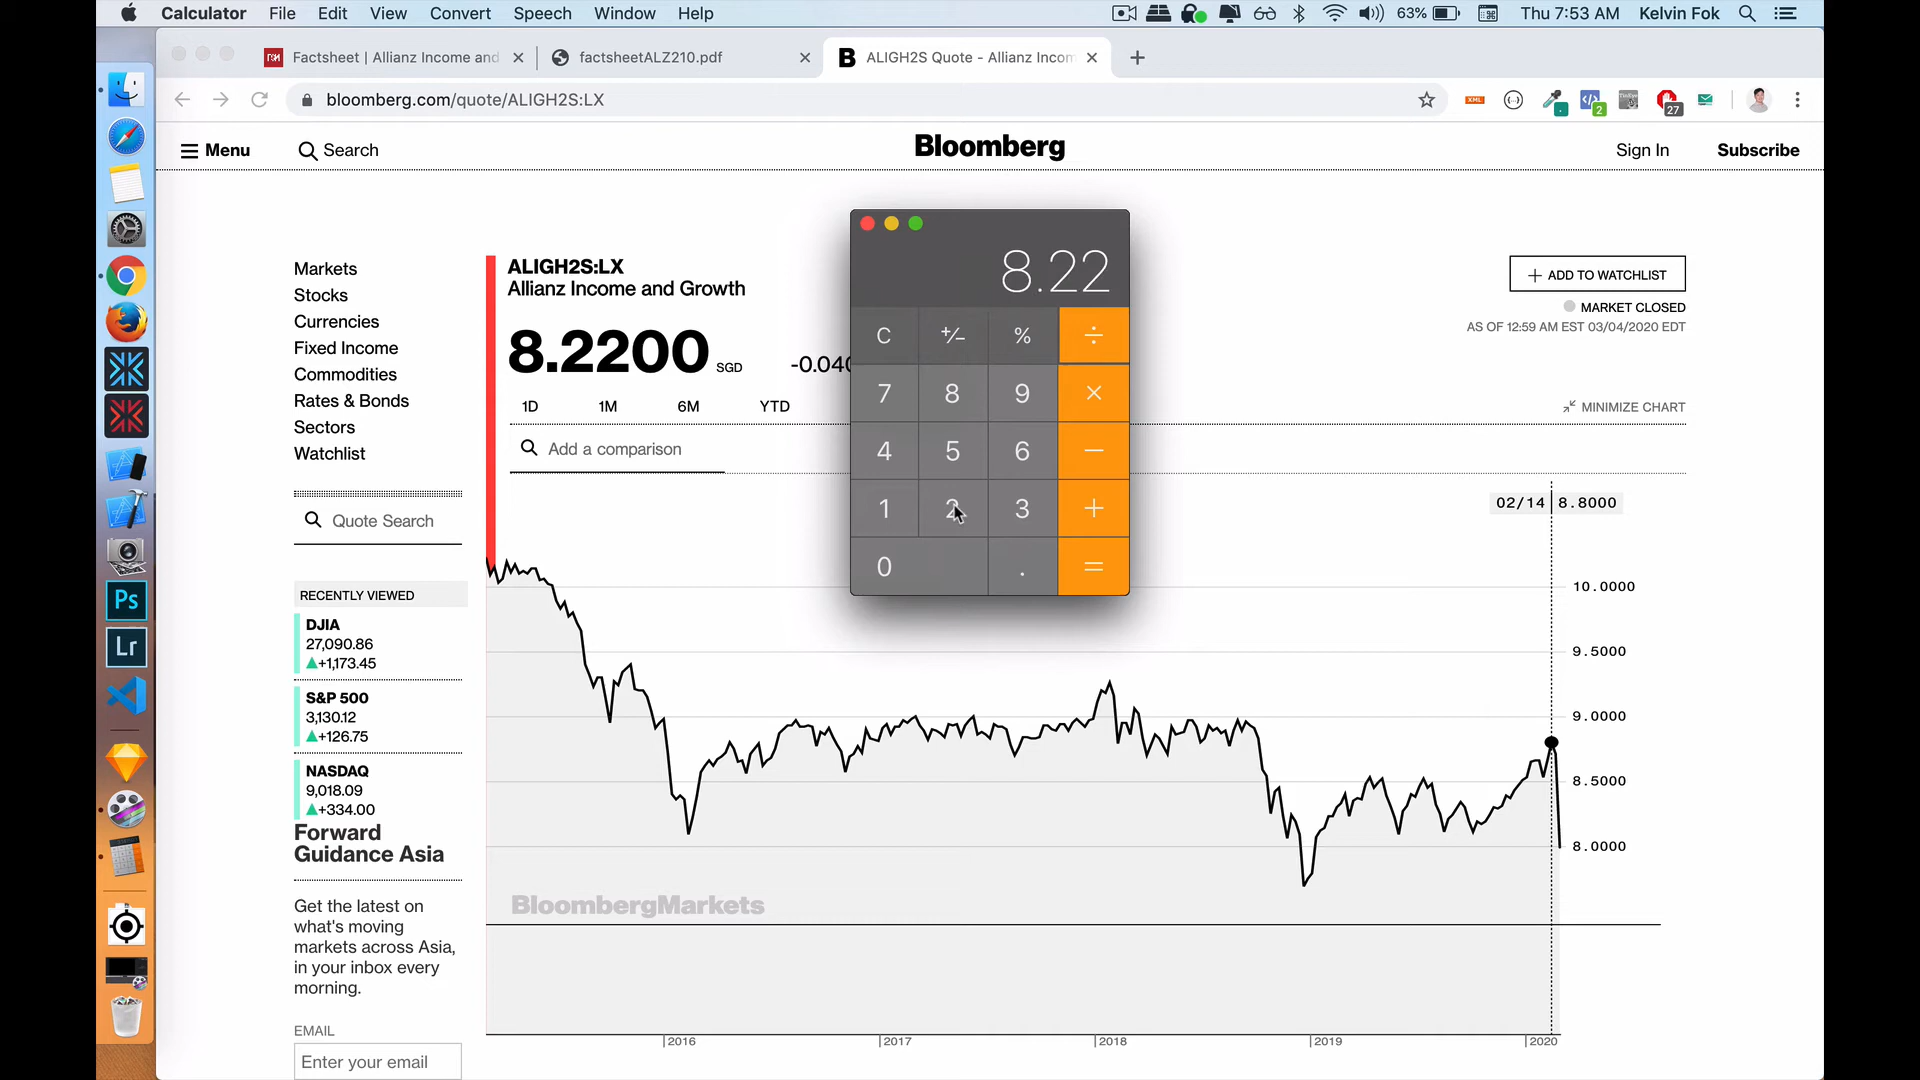 Calculator File Edit View Convert Speech Window Help
63% Thu 7:53 AM Kelvin Fok
Factsheet | Allianz Income and
factsheetALZ210.pdf
B ALIGH2S Quote - Allianz Incom
bloomberg.com/quote/ALIGH2S:LX
XML
2
27
Menu
Search
Bloomberg
Sign In
Subscribe
Markets
Stocks
Currencies
Fixed Income
Commodities
Rates & Bonds
Sectors
Watchlist
Quote Search
RECENTLY VIEWED
DJIA
27,090.86
▲+1,173.45
S&P 500
3,130.12
▲+126.75
NASDAQ
9,018.09
▲+334.00
Forward
Guidance Asia
Get the latest on
what's moving
markets across Asia,
in your inbox every
morning.
EMAIL
Enter your email
ALIGH2S:LX
Allianz Income and Growth
8.2200 SGD -0.040
1D 1M 6M YTD
Add a comparison
+ ADD TO WATCHLIST
MARKET CLOSED
AS OF 12:59 AM EST 03/04/2020 EDT
MINIMIZE CHART
8.22
C +/- % ÷
7 8 9 ×
4 5 6 −
1 2 3 +
0 . =
02/14 8.8000
10.0000
9.5000
9.0000
8.5000
8.0000
BloombergMarkets
2016 2017 2018 2019 2020
Ps
Lr